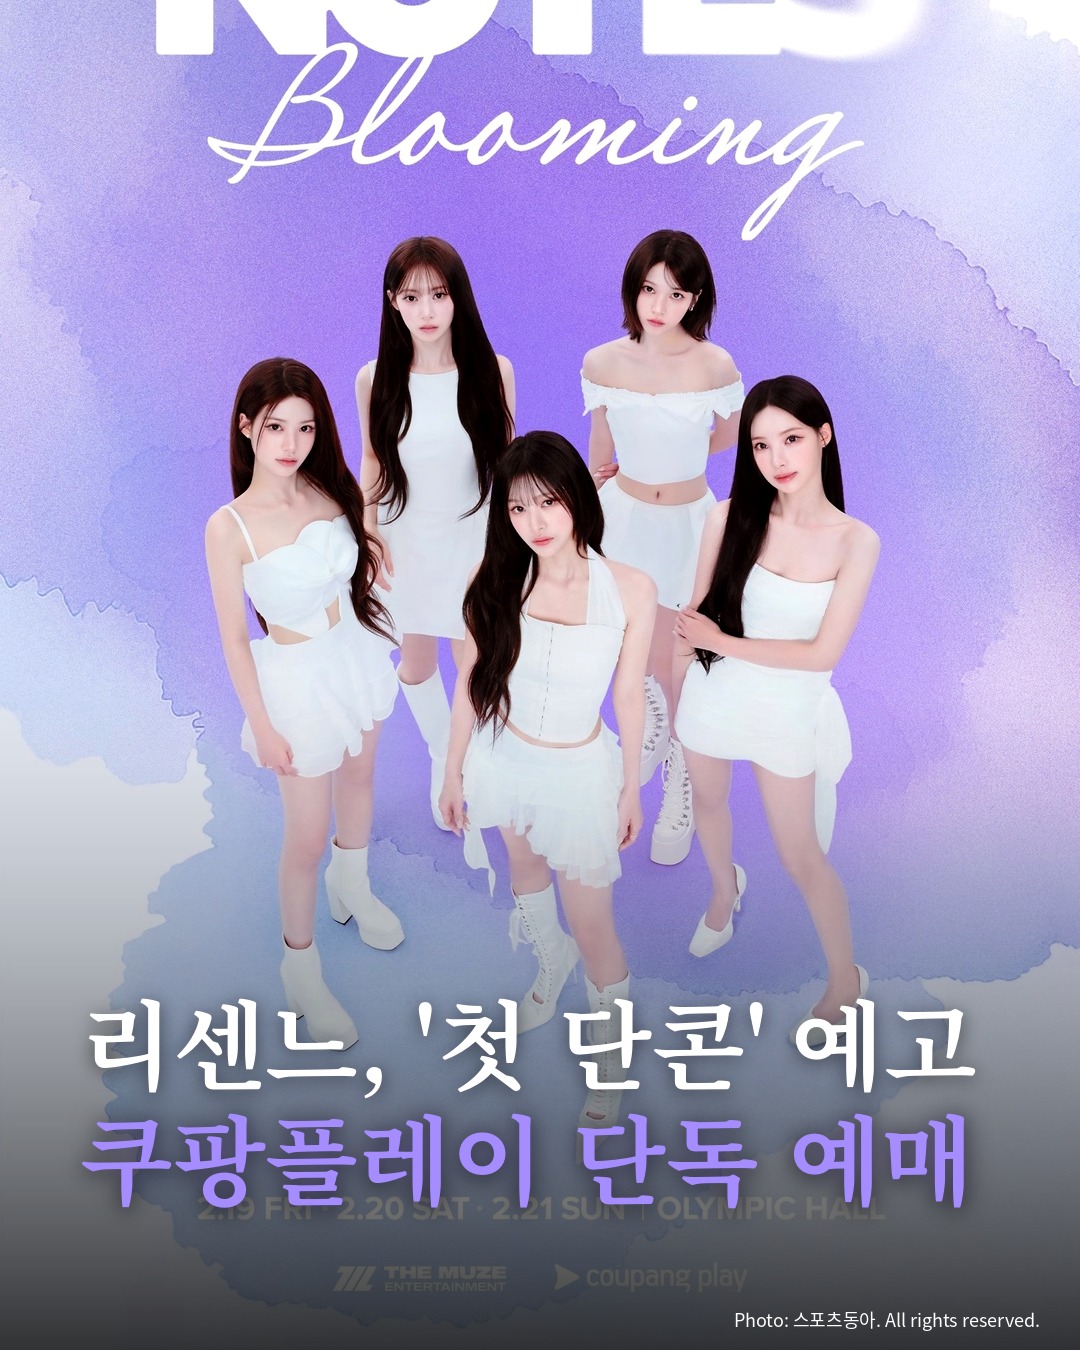 NOTES
Blooming
리센느, '첫 단콘' 예고
쿠팡플레이 단독 예매
2.19 FRI · 2.20 SAT · 2.21 SUN | OLYMPIC HALL
THE MUZE
ENTERTAINMENT
coupang play
Photo: 스포츠동아. All rights reserved.